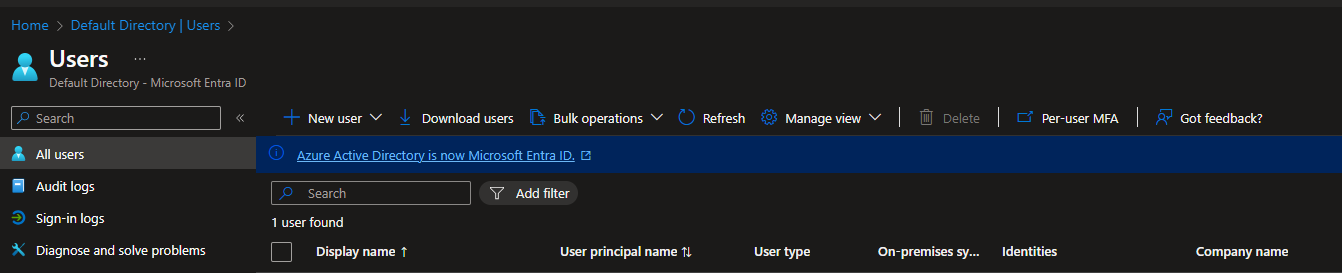 Home > Default Directory | Users >
Users ...
Default Directory - Microsoft Entra ID
Search «
New user Download users Bulk operations Refresh Manage view Delete Per-user MFA Got feedback?
All users
Azure Active Directory is now Microsoft Entra ID.
Audit logs
Search Add filter
Sign-in logs
1 user found
Diagnose and solve problems
Display name ↑ User principal name ↑↓ User type On-premises sy... Identities Company name